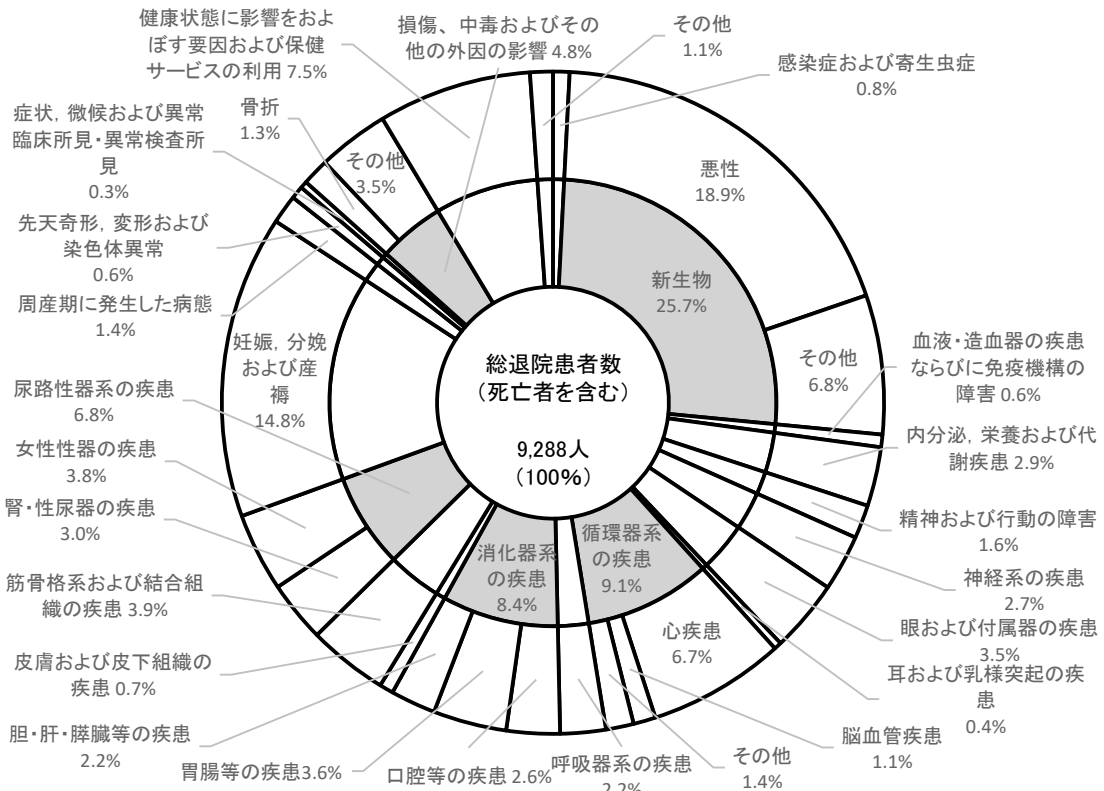 健康状態に影響をおよ
ぼす要因および保健
サービスの利用 7.5%
損傷、中毒およびその
他の外因の影響 4.8%
その他
1.1%
感染症および寄生虫症
0.8%
症状, 微候および異常
臨床所見・異常検査所
見
0.3%
骨折
1.3%
その他
3.5%
悪性
18.9%
先天奇形, 変形および
染色体異常
0.6%
新生物
25.7%
周産期に発生した病態
1.4%
妊娠, 分娩
および産
褥
14.8%
総退院患者数
(死亡者を含む)
9,288人
(100%)
その他
6.8%
血液・造血器の疾患
ならびに免疫機構の
障害 0.6%
尿路性器系の疾患
6.8%
内分泌, 栄養および代
謝疾患 2.9%
女性性器の疾患
3.8%
精神および行動の障害
1.6%
腎・性尿器の疾患
3.0%
消化器系
の疾患
8.4%
循環器系
の疾患
9.1%
神経系の疾患
2.7%
筋骨格系および結合組
織の疾患 3.9%
眼および付属器の疾患
3.5%
心疾患
6.7%
皮膚および皮下組織の
疾患 0.7%
耳および乳様突起の疾
患
0.4%
胆・肝・膵臓等の疾患
2.2%
胃腸等の疾患3.6%
口腔等の疾患 2.6%
呼吸器系の疾患
2.2%
その他
1.4%
脳血管疾患
1.1%